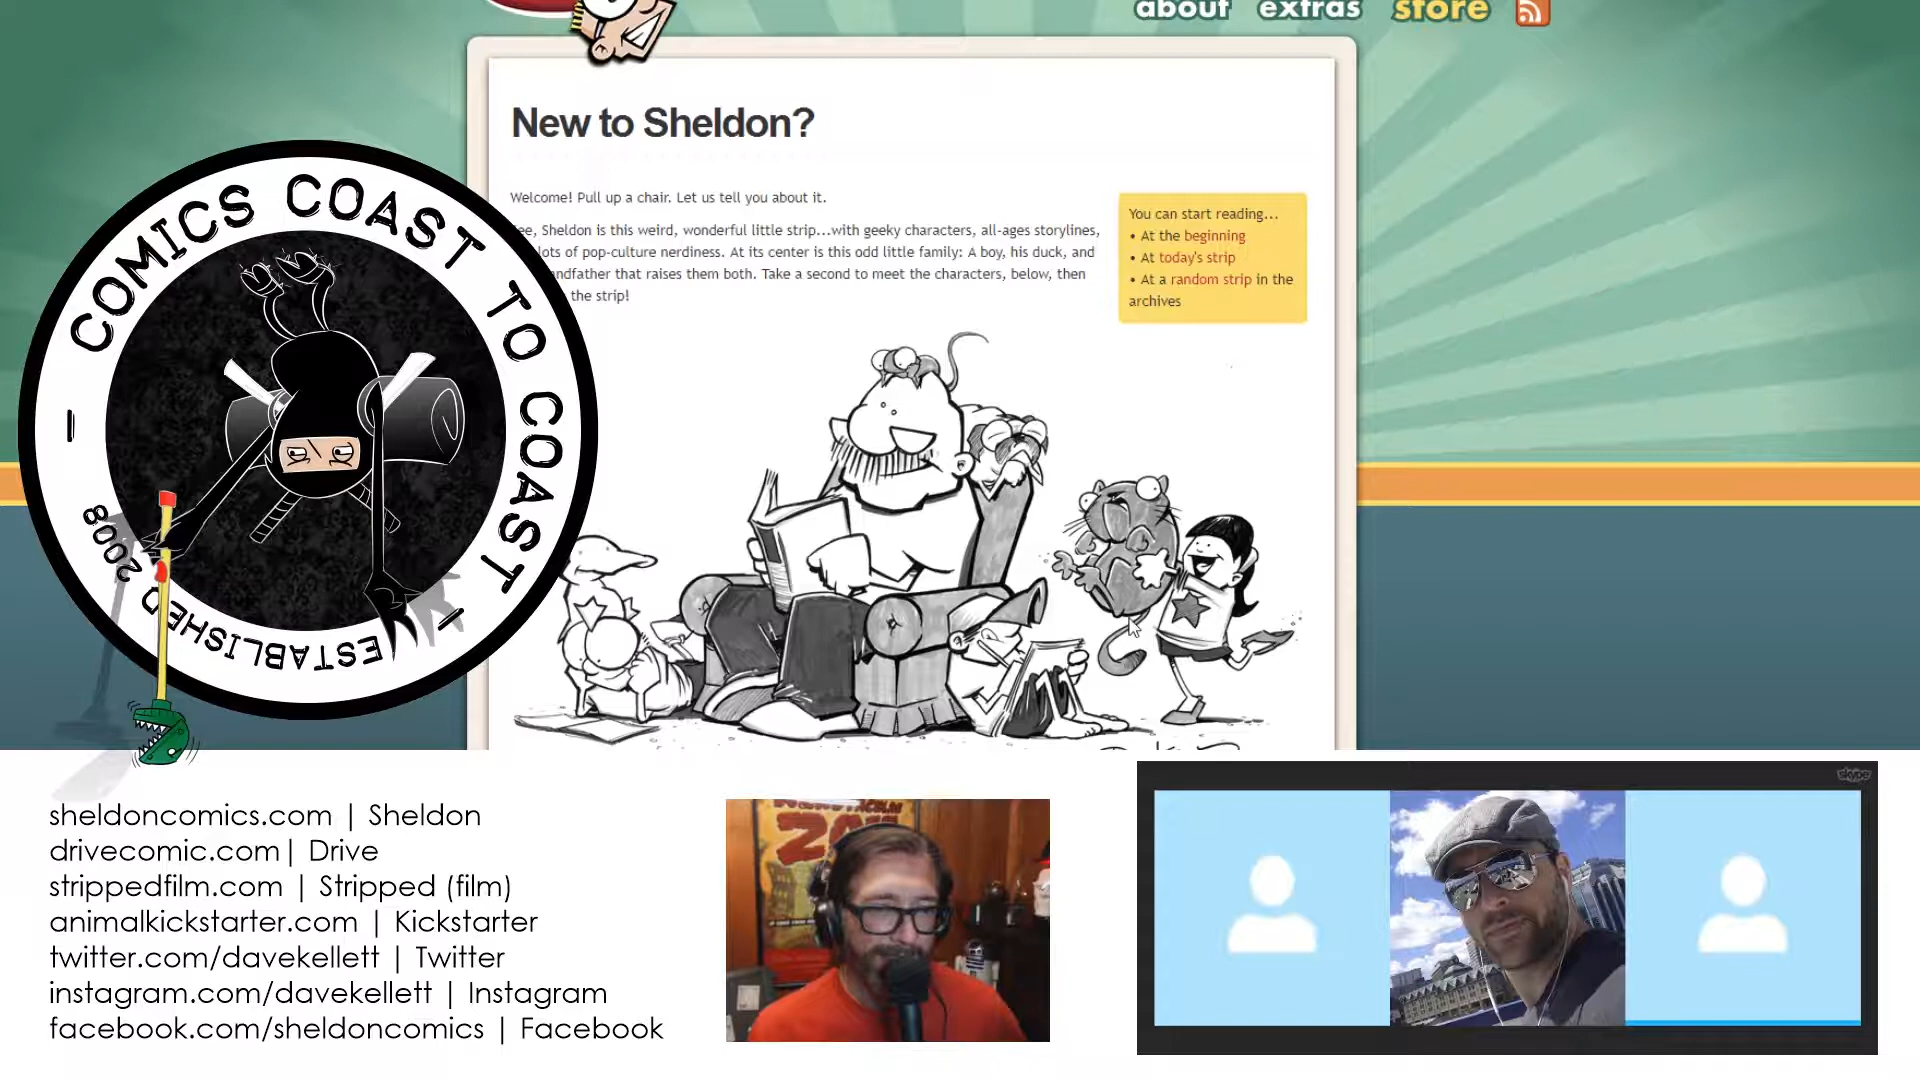 about extras store
New to Sheldon?
Welcome! Pull up a chair. Let us tell you about it.
Sheldon is this weird, wonderful little strip...with geeky characters, all-ages storylines,
lots of pop-culture nerdiness. At its center is this odd little family: A boy, his duck, and
that raises them both. Take a second to meet the characters, below, then
the strip!
You can start reading...
• At the beginning
• At today's strip
• At a random strip in the
archives
- COMICS COAST TO COAST -
ESTABLISHED 2008
sheldoncomics.com | Sheldon
drivecomic.com| Drive
strippedfilm.com | Stripped (film)
animalkickstarter.com | Kickstarter
twitter.com/davekellett | Twitter
instagram.com/davekellett | Instagram
facebook.com/sheldoncomics | Facebook
skype